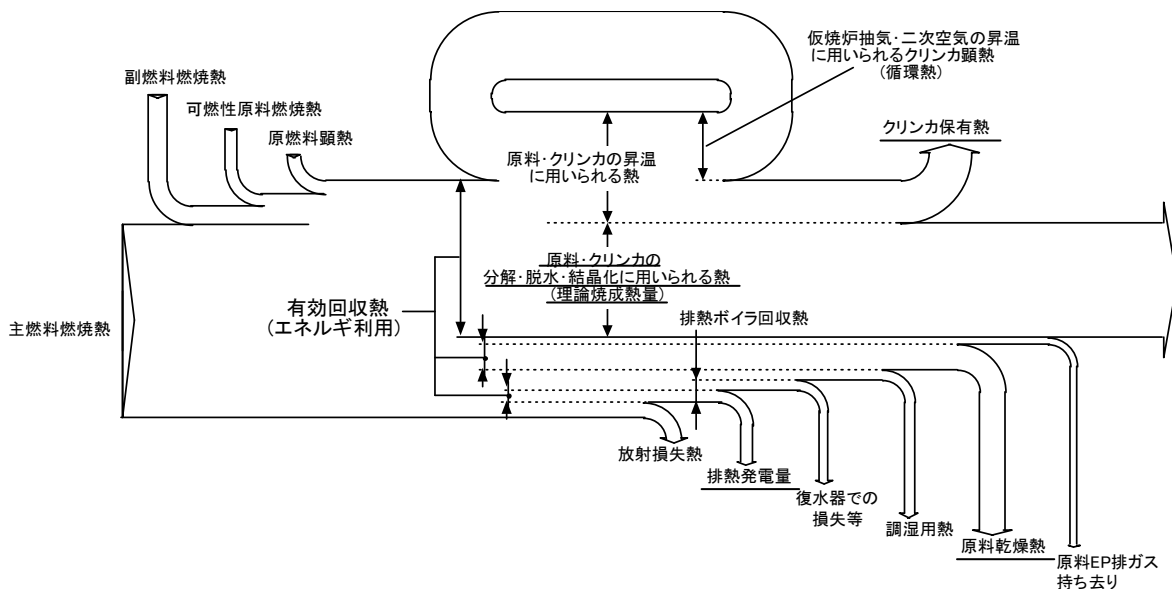 仮焼炉抽気･二次空気の昇温
に用いられるクリンカ顕熱
(循環熱)
副燃料燃焼熱
可燃性原料燃焼熱
原燃料顕熱
クリンカ保有熱
原料･クリンカの昇温
に用いられる熱
原料･クリンカの
分解･脱水･結晶化に用いられる熱
(理論焼成熱量)
有効回収熱
(エネルギ利用)
主燃料燃焼熱
排熱ボイラ回収熱
放射損失熱
排熱発電量
復水器での
損失等
調湿用熱
原料乾燥熱
原料EP排ガス
持ち去り